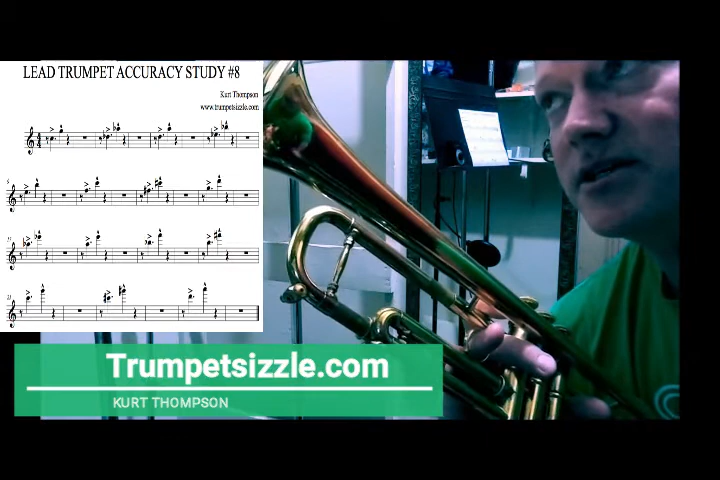 LEAD TRUMPET ACCURACY STUDY #8
Kurt Thompson
www.trumpetsizzle.com
Trumpetsizzle.com
KURT THOMPSON